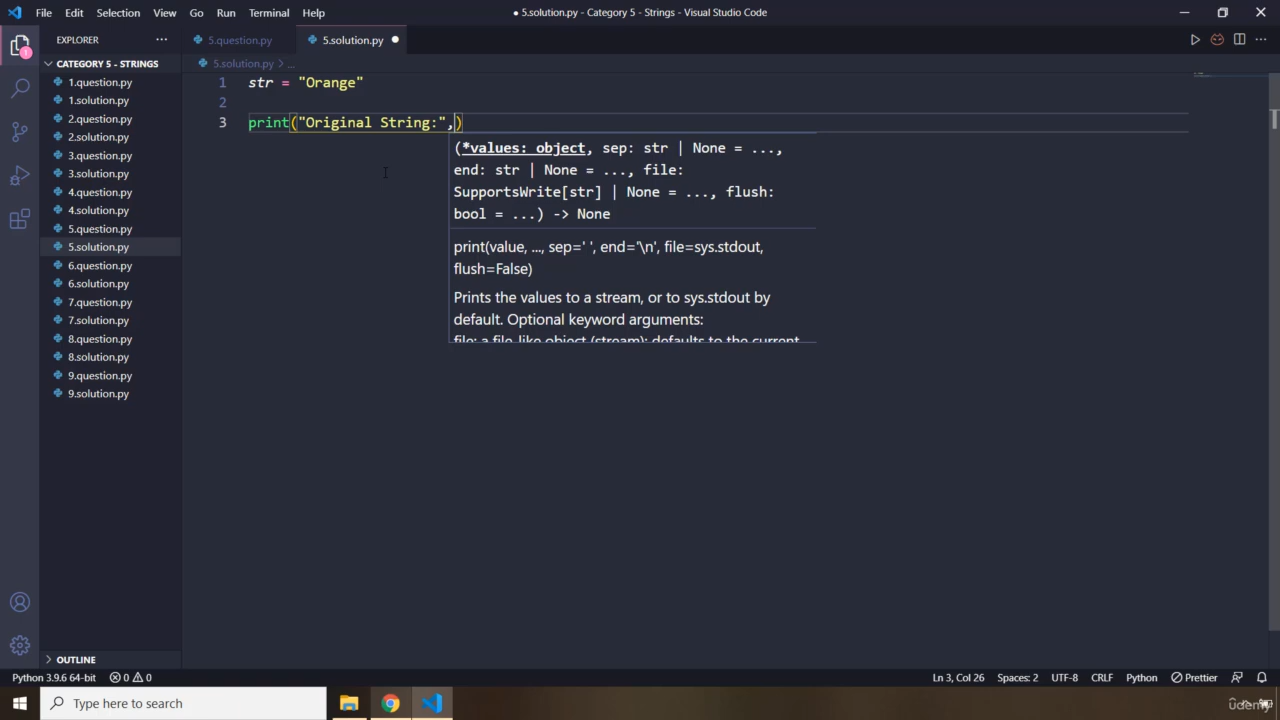 File Edit Selection View Go Run Terminal Help
● 5.solution.py - Category 5 - Strings - Visual Studio Code
EXPLORER
CATEGORY 5 - STRINGS
1.question.py
1.solution.py
2.question.py
2.solution.py
3.question.py
3.solution.py
4.question.py
4.solution.py
5.question.py
5.solution.py
6.question.py
6.solution.py
7.question.py
7.solution.py
8.question.py
8.solution.py
9.question.py
9.solution.py
OUTLINE
5.question.py 5.solution.py ●
5.solution.py > ...
1 str = "Orange"
2
3 print("Original String:",)
(*values: object, sep: str | None = ...,
end: str | None = ..., file:
SupportsWrite[str] | None = ..., flush:
bool = ...) -> None
print(value, ..., sep=' ', end='\n', file=sys.stdout,
flush=False)
Prints the values to a stream, or to sys.stdout by
default. Optional keyword arguments:
file: a file-like object (stream); defaults to the current
Python 3.9.6 64-bit 0 0 Ln 3, Col 26 Spaces: 2 UTF-8 CRLF Python Prettier
Type here to search
1